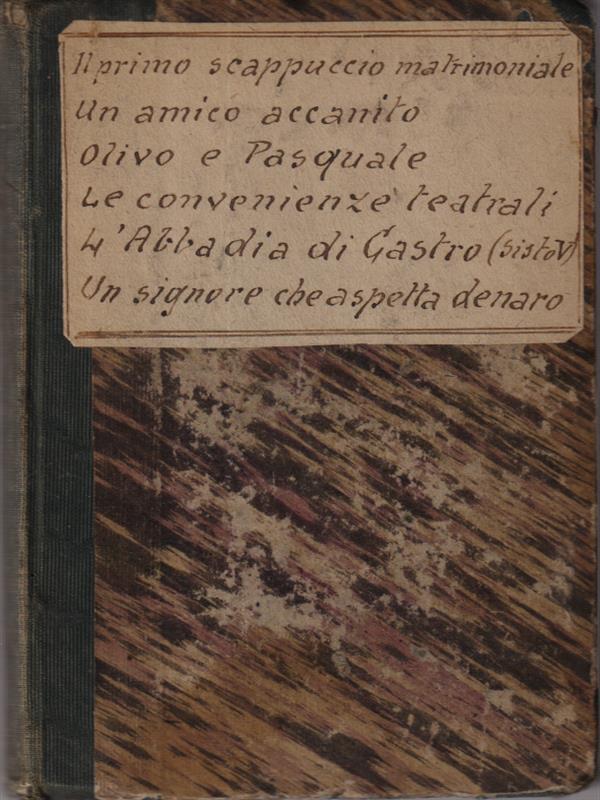 Il primo scappuccio matrimoniale
Un amico accanito
Olivo e Pasquale
Le convenienze teatrali
L'Abbadia di Castro (Sisto V)
Un signore che aspetta denaro